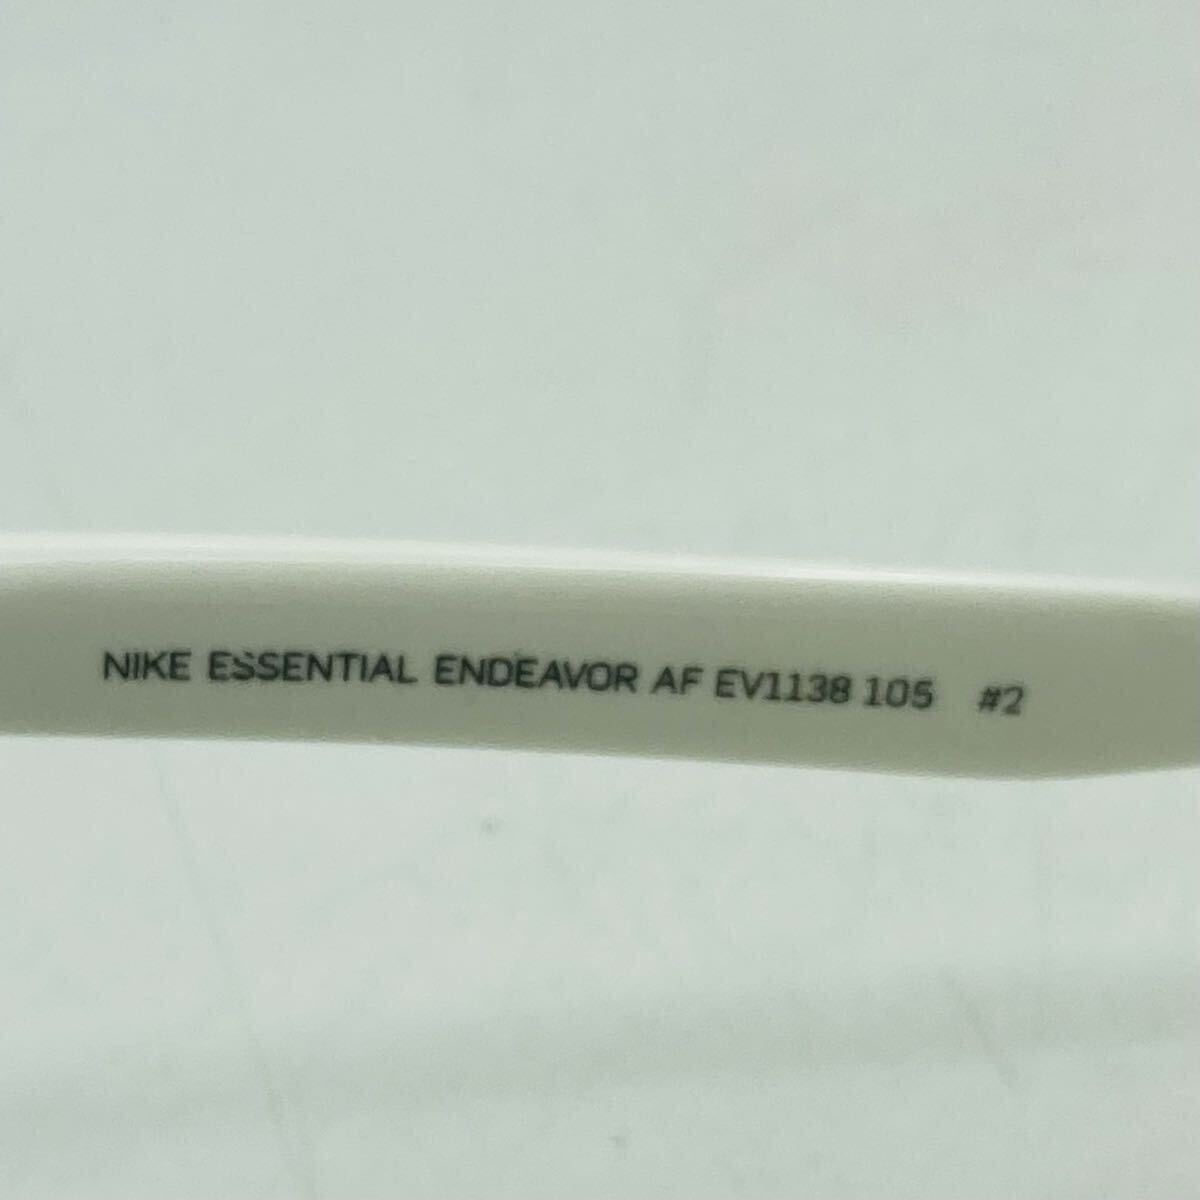 NIKE ESSENTIAL ENDEAVOR AF EV1138 105 #2